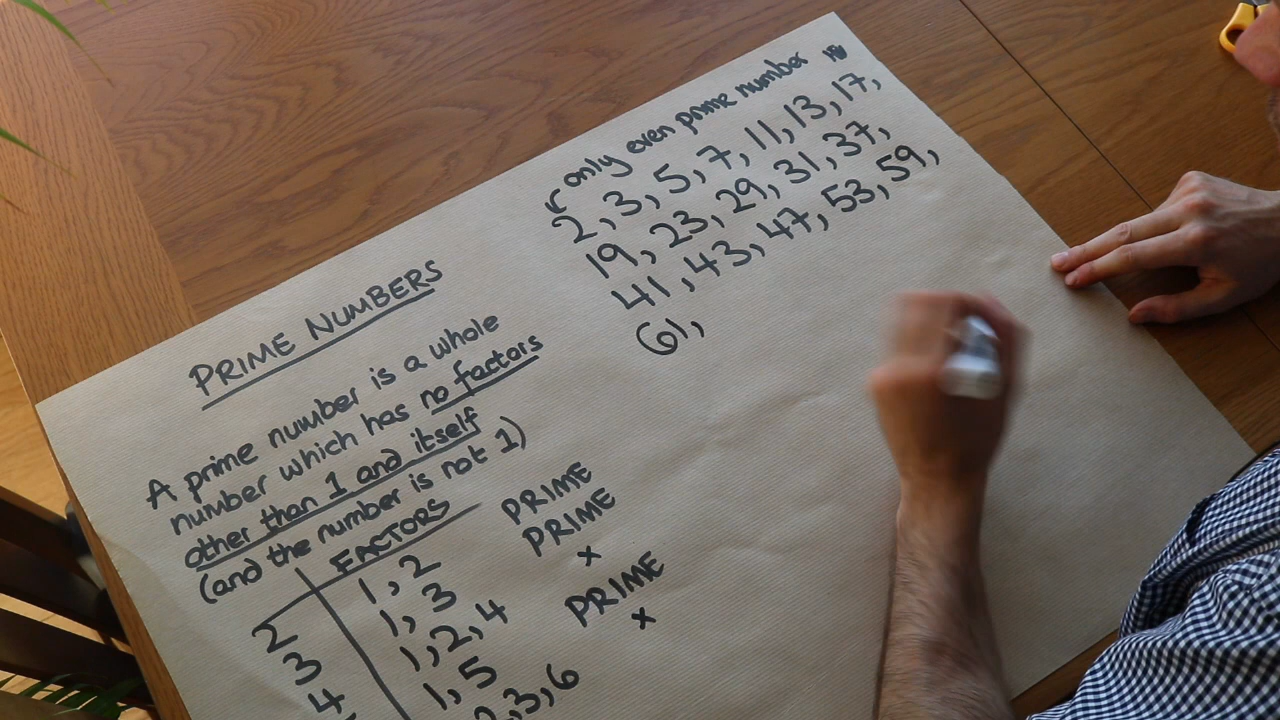 PRIME NUMBERS
A prime number is a whole
number which has no factors
other than 1 and itself
(and the number is not 1)
FACTORS
2 1, 2 PRIME
3 1, 3 PRIME
4 1, 2, 4 x
1, 5 PRIME
2, 3, 6 x
only even prime number
2, 3, 5, 7, 11, 13, 17,
19, 23, 29, 31, 37,
41, 43, 47, 53, 59,
61,